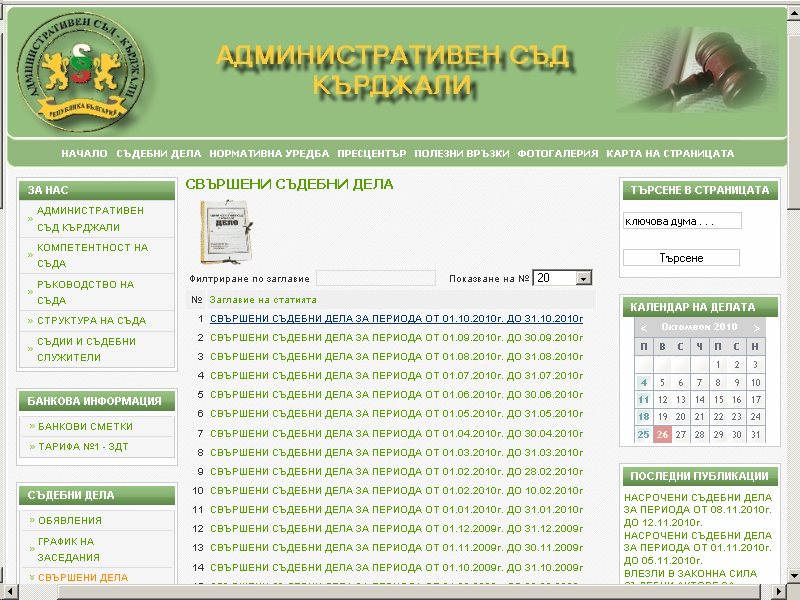 АДМИНИСТРАТИВЕН СЪД - КЪРДЖАЛИ
РЕПУБЛИКА БЪЛГАРИЯ
АДМИНИСТРАТИВЕН СЪД
КЪРДЖАЛИ
НАЧАЛО СЪДЕБНИ ДЕЛА НОРМАТИВНА УРЕДБА ПРЕСЦЕНТЪР ПОЛЕЗНИ ВРЪЗКИ ФОТОГАЛЕРИЯ КАРТА НА СТРАНИЦАТА
ЗА НАС
» АДМИНИСТРАТИВЕН
СЪД КЪРДЖАЛИ
» КОМПЕТЕНТНОСТ НА
СЪДА
» РЪКОВОДСТВО НА
СЪДА
» СТРУКТУРА НА СЪДА
» СЪДИИ И СЪДЕБНИ
СЛУЖИТЕЛИ
БАНКОВА ИНФОРМАЦИЯ
» БАНКОВИ СМЕТКИ
» ТАРИФА №1 - ЗДТ
СЪДЕБНИ ДЕЛА
» ОБЯВЛЕНИЯ
» ГРАФИК НА
ЗАСЕДАНИЯ
» СВЪРШЕНИ ДЕЛА
СВЪРШЕНИ СЪДЕБНИ ДЕЛА
ДЕЛО
Филтриране по заглавие Показване на № 20
№ Заглавие на статията
1 СВЪРШЕНИ СЪДЕБНИ ДЕЛА ЗА ПЕРИОДА ОТ 01.10.2010г. ДО 31.10.2010г
2 СВЪРШЕНИ СЪДЕБНИ ДЕЛА ЗА ПЕРИОДА ОТ 01.09.2010г. ДО 30.09.2010г
3 СВЪРШЕНИ СЪДЕБНИ ДЕЛА ЗА ПЕРИОДА ОТ 01.08.2010г. ДО 31.08.2010г
4 СВЪРШЕНИ СЪДЕБНИ ДЕЛА ЗА ПЕРИОДА ОТ 01.07.2010г. ДО 31.07.2010г
5 СВЪРШЕНИ СЪДЕБНИ ДЕЛА ЗА ПЕРИОДА ОТ 01.06.2010г. ДО 30.06.2010г
6 СВЪРШЕНИ СЪДЕБНИ ДЕЛА ЗА ПЕРИОДА ОТ 01.05.2010г. ДО 31.05.2010г
7 СВЪРШЕНИ СЪДЕБНИ ДЕЛА ЗА ПЕРИОДА ОТ 01.04.2010г. ДО 30.04.2010г
8 СВЪРШЕНИ СЪДЕБНИ ДЕЛА ЗА ПЕРИОДА ОТ 01.03.2010г. ДО 31.03.2010г
9 СВЪРШЕНИ СЪДЕБНИ ДЕЛА ЗА ПЕРИОДА ОТ 01.02.2010г. ДО 28.02.2010г
10 СВЪРШЕНИ СЪДЕБНИ ДЕЛА ЗА ПЕРИОДА ОТ 01.02.2010г. ДО 10.02.2010г
11 СВЪРШЕНИ СЪДЕБНИ ДЕЛА ЗА ПЕРИОДА ОТ 01.01.2010г. ДО 31.01.2010г
12 СВЪРШЕНИ СЪДЕБНИ ДЕЛА ЗА ПЕРИОДА ОТ 01.12.2009г. ДО 31.12.2009г
13 СВЪРШЕНИ СЪДЕБНИ ДЕЛА ЗА ПЕРИОДА ОТ 01.11.2009г. ДО 30.11.2009г
14 СВЪРШЕНИ СЪДЕБНИ ДЕЛА ЗА ПЕРИОДА ОТ 01.10.2009г. ДО 31.10.2009г
ТЪРСЕНЕ В СТРАНИЦАТА
ключова дума . . .
Търсене
КАЛЕНДАР НА ДЕЛАТА
< Октомври 2010 >
П В С Ч П С Н
1 2 3
4 5 6 7 8 9 10
11 12 13 14 15 16 17
18 19 20 21 22 23 24
25 26 27 28 29 30 31
ПОСЛЕДНИ ПУБЛИКАЦИИ
НАСРОЧЕНИ СЪДЕБНИ ДЕЛА
ЗА ПЕРИОДА ОТ 08.11.2010г.
ДО 12.11.2010г.
НАСРОЧЕНИ СЪДЕБНИ ДЕЛА
ЗА ПЕРИОДА ОТ 01.11.2010г.
ДО 05.11.2010г.
ВЛЕЗЛИ В ЗАКОННА СИЛА
СЪДЕБНИ АКТОВЕ ЗА